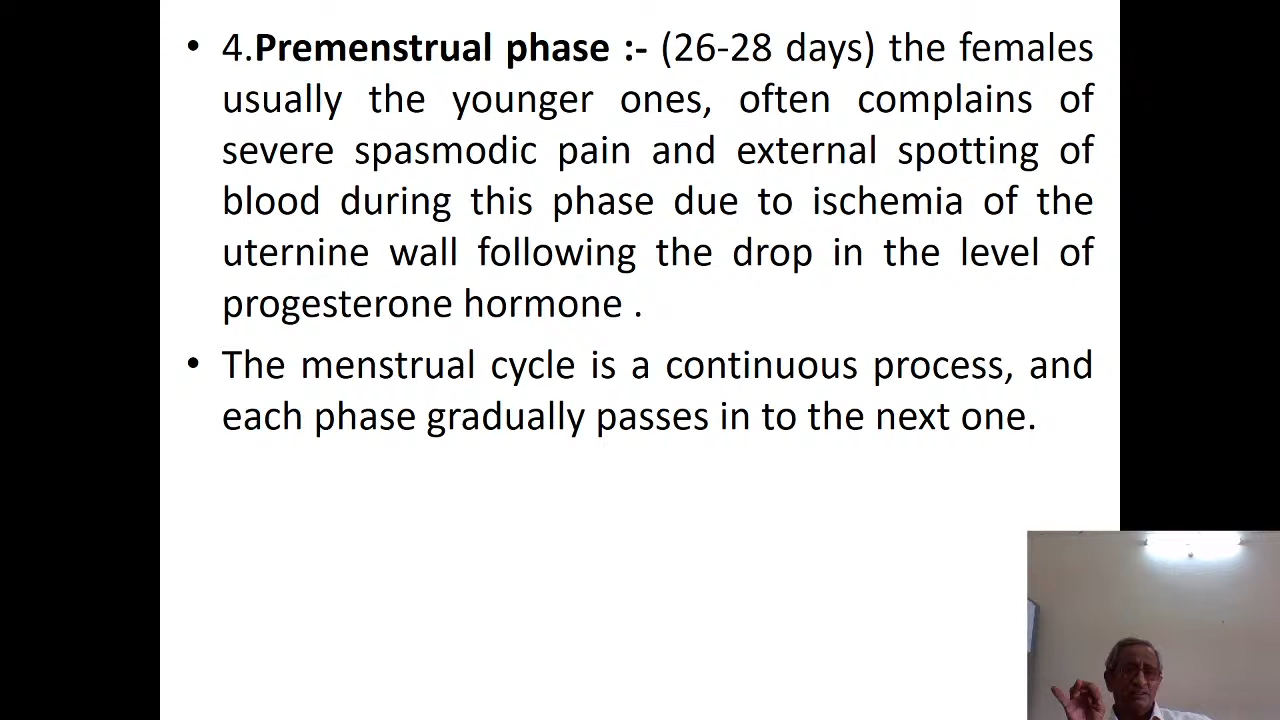 • 4.Premenstrual phase :- (26-28 days) the females
usually the younger ones, often complains of
severe spasmodic pain and external spotting of
blood during this phase due to ischemia of the
uternine wall following the drop in the level of
progesterone hormone .
• The menstrual cycle is a continuous process, and
each phase gradually passes in to the next one.